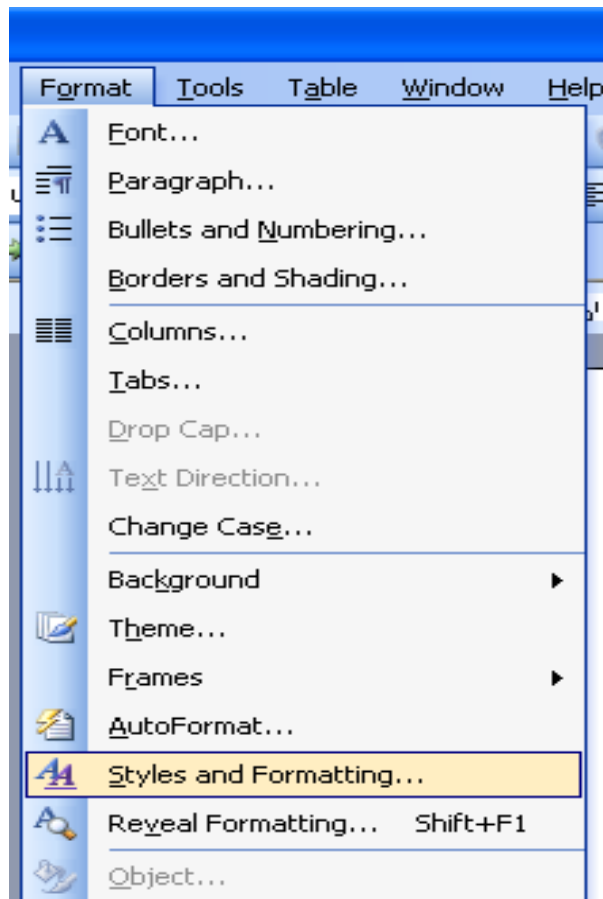 Format Tools Table Window Help
Font...
Paragraph...
Bullets and Numbering...
Borders and Shading...
Columns...
Tabs...
Drop Cap...
Text Direction...
Change Case...
Background
Theme...
Frames
AutoFormat...
Styles and Formatting...
Reveal Formatting... Shift+F1
Object...